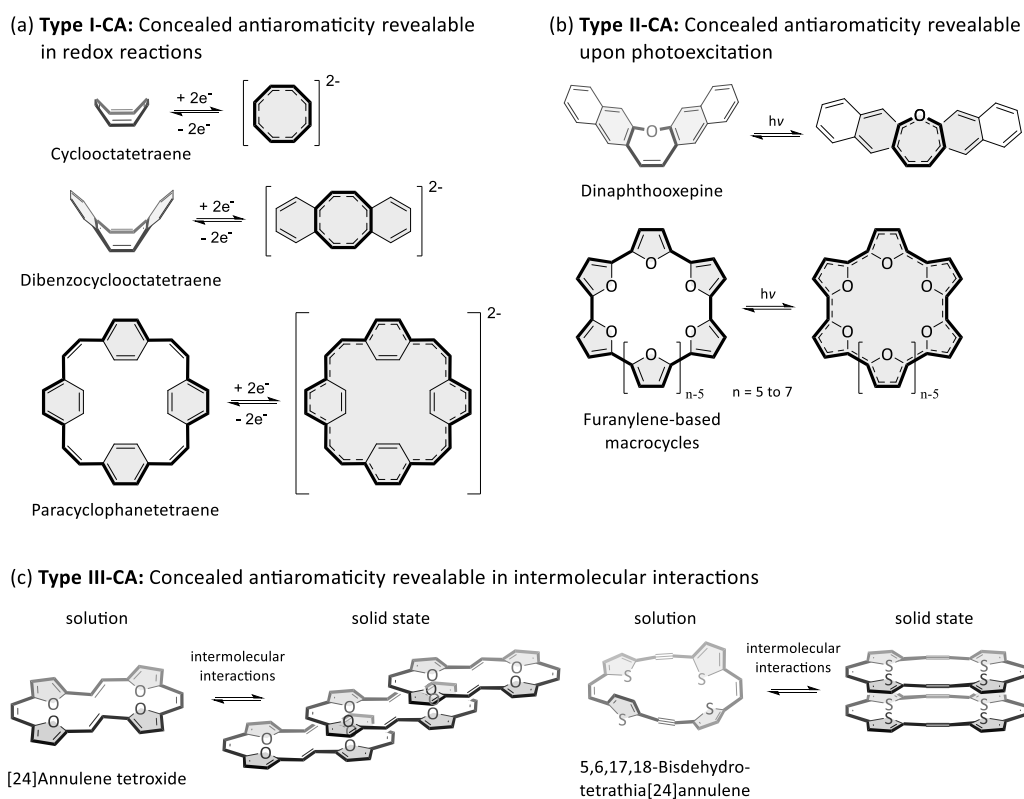 (a) Type I-CA: Concealed antiaromaticity revealable
in redox reactions
+ 2e-
- 2e-
2-
Cyclooctatetraene
+ 2e-
- 2e-
2-
Dibenzocyclooctatetraene
+ 2e-
- 2e-
2-
Paracyclophanetetraene
(b) Type II-CA: Concealed antiaromaticity revealable
upon photoexcitation
O
hν
O
Dinaphthooxepine
O
O O
O O
O
n-5
hν
n = 5 to 7
O
O O
O O
O
n-5
Furanylene-based
macrocycles
(c) Type III-CA: Concealed antiaromaticity revealable in intermolecular interactions
solution
intermolecular
interactions
solid state
O O
O O
O O
O O
O O
O O
O O
O O
[24]Annulene tetroxide
solution
intermolecular
interactions
solid state
S S
S S
S S
S S
S S
S S
5,6,17,18-Bisdehydro-
tetrathia[24]annulene